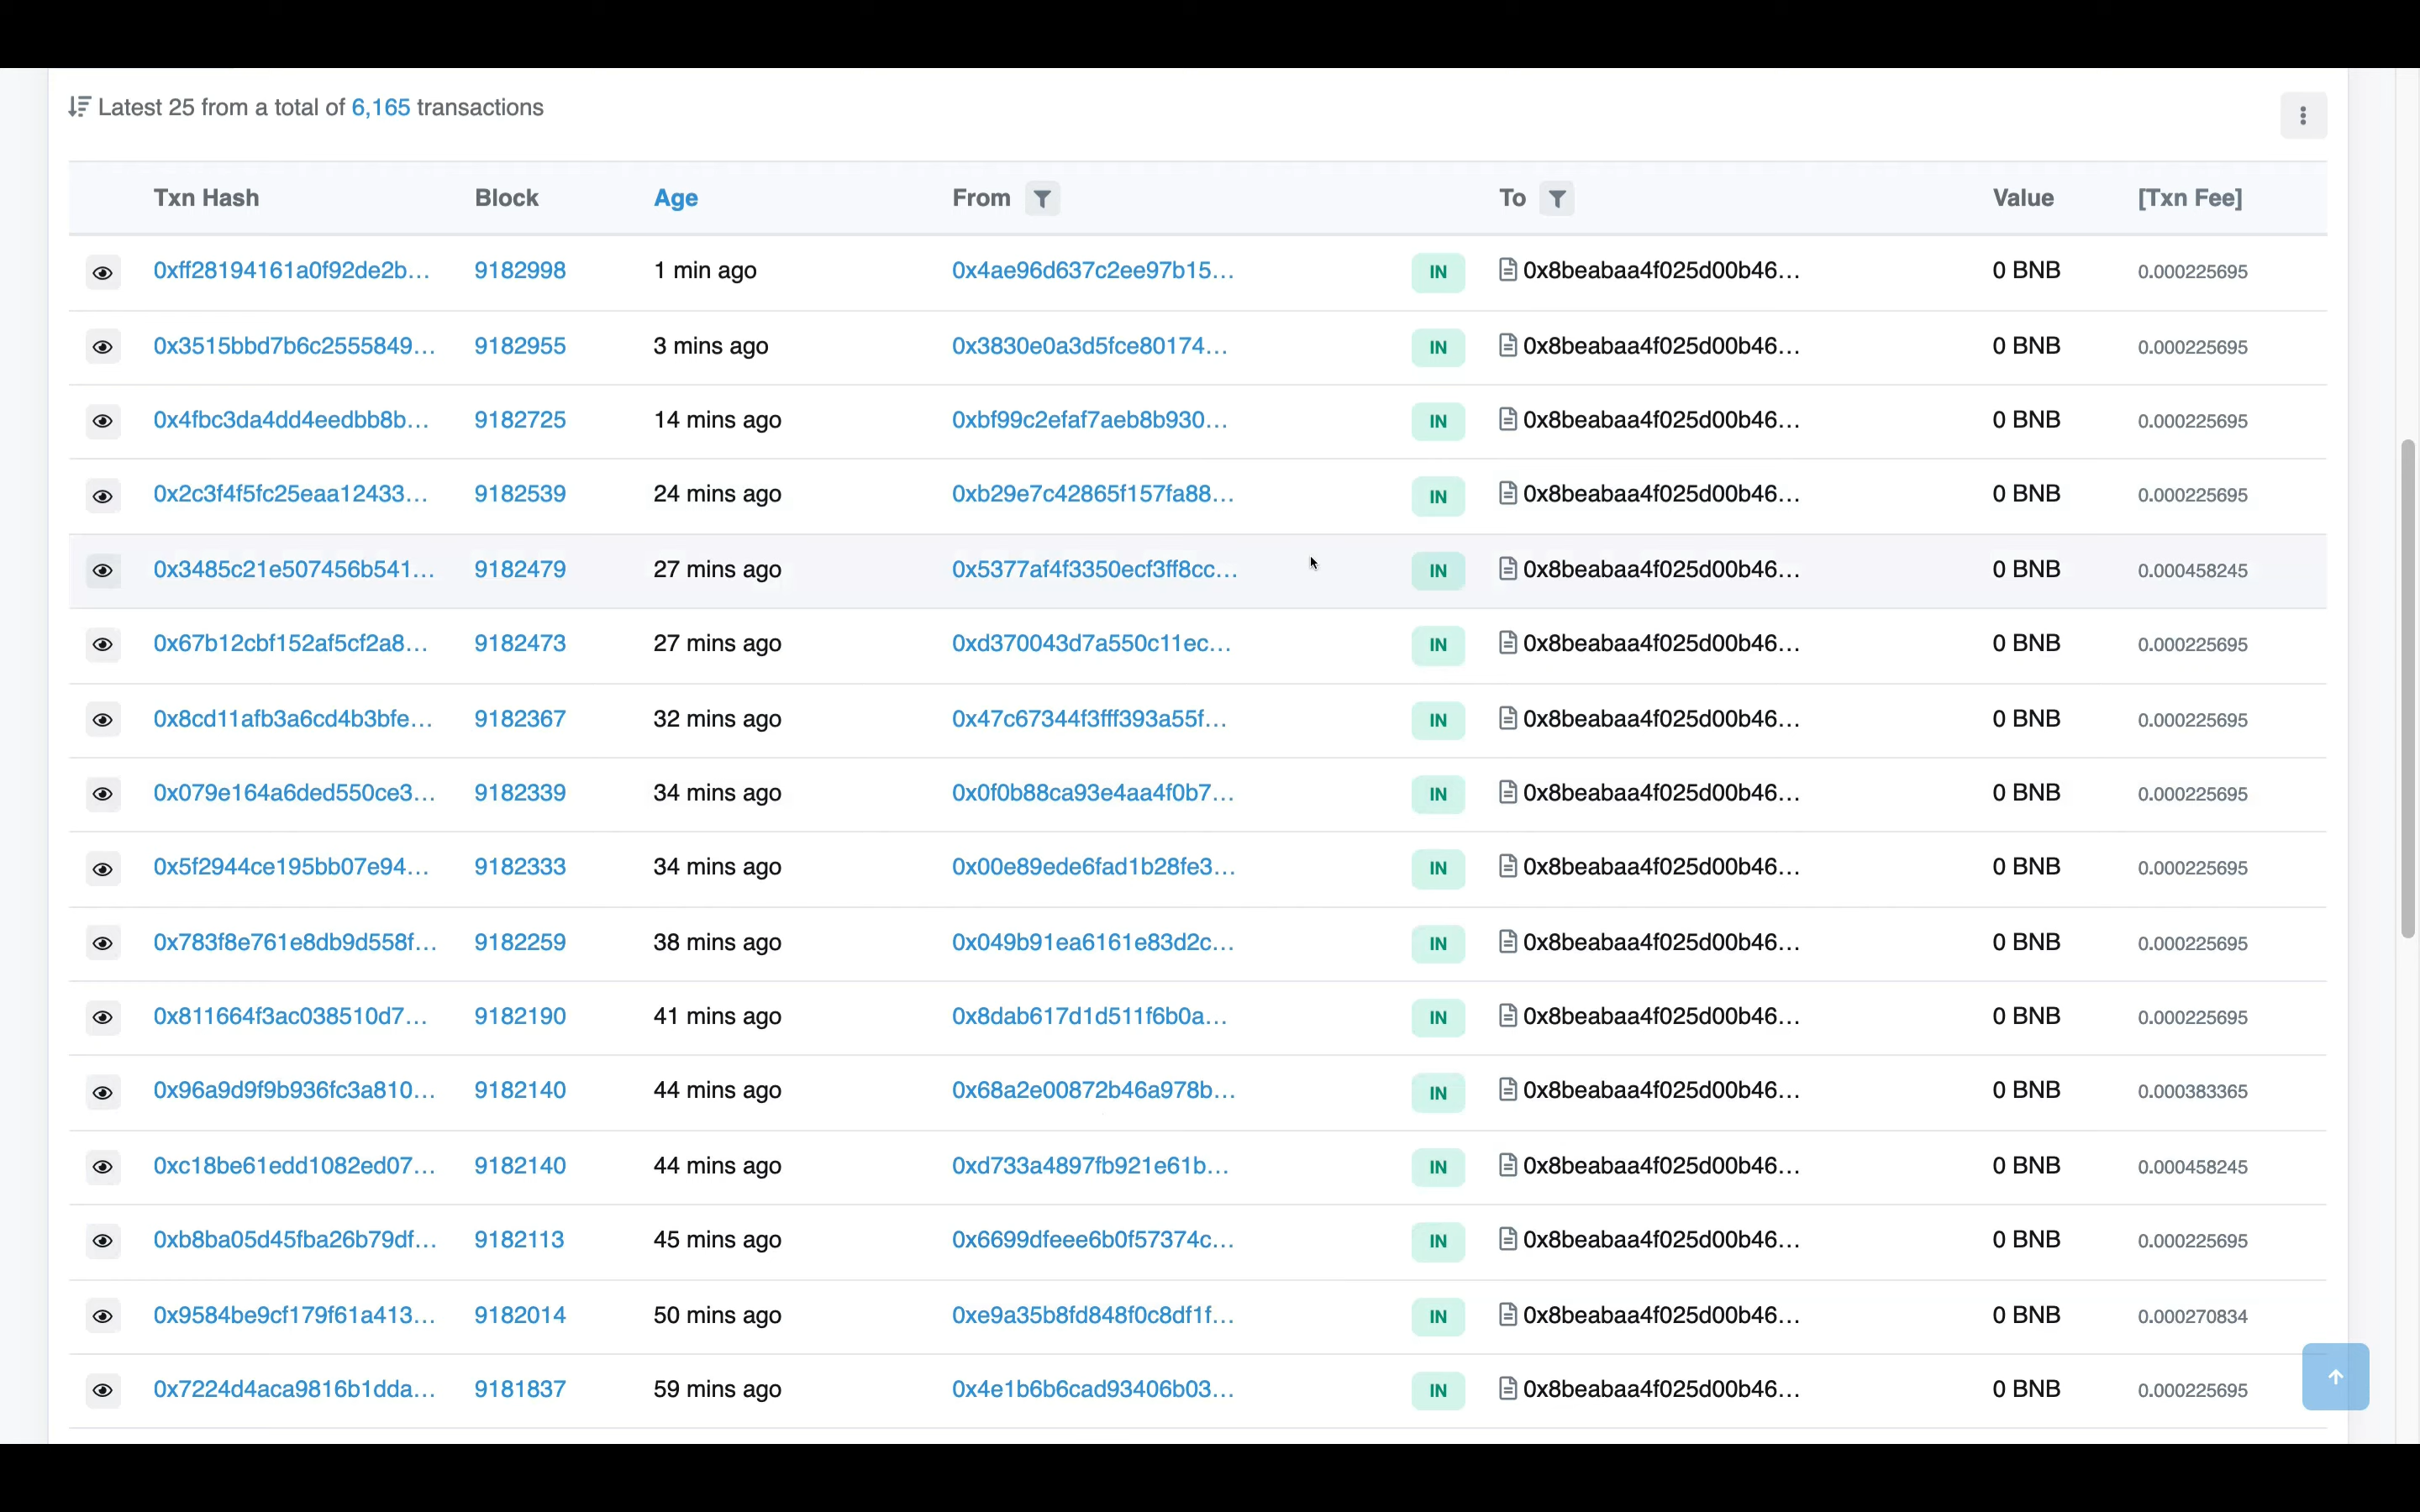 Latest 25 from a total of 6,165 transactions
Txn Hash Block Age From To Value [Txn Fee]
0xff28194161a0f92de2b... 9182998 1 min ago 0x4ae96d637c2ee97b15... IN 0x8beabaa4f025d00b46... 0 BNB 0.000225695
0x3515bbd7b6c2555849... 9182955 3 mins ago 0x3830e0a3d5fce80174... IN 0x8beabaa4f025d00b46... 0 BNB 0.000225695
0x4fbc3da4dd4eedbb8b... 9182725 14 mins ago 0xbf99c2efaf7aeb8b930... IN 0x8beabaa4f025d00b46... 0 BNB 0.000225695
0x2c3f4f5fc25eaa12433... 9182539 24 mins ago 0xb29e7c42865f157fa88... IN 0x8beabaa4f025d00b46... 0 BNB 0.000225695
0x3485c21e507456b541... 9182479 27 mins ago 0x5377af4f3350ecf3ff8cc... IN 0x8beabaa4f025d00b46... 0 BNB 0.000458245
0x67b12cbf152af5cf2a8... 9182473 27 mins ago 0xd370043d7a550c11ec... IN 0x8beabaa4f025d00b46... 0 BNB 0.000225695
0x8cd11afb3a6cd4b3bfe... 9182367 32 mins ago 0x47c67344f3fff393a55f... IN 0x8beabaa4f025d00b46... 0 BNB 0.000225695
0x079e164a6ded550ce3... 9182339 34 mins ago 0x0f0b88ca93e4aa4f0b7... IN 0x8beabaa4f025d00b46... 0 BNB 0.000225695
0x5f2944ce195bb07e94... 9182333 34 mins ago 0x00e89ede6fad1b28fe3... IN 0x8beabaa4f025d00b46... 0 BNB 0.000225695
0x783f8e761e8db9d558f... 9182259 38 mins ago 0x049b91ea6161e83d2c... IN 0x8beabaa4f025d00b46... 0 BNB 0.000225695
0x811664f3ac038510d7... 9182190 41 mins ago 0x8dab617d1d511f6b0a... IN 0x8beabaa4f025d00b46... 0 BNB 0.000225695
0x96a9d9f9b936fc3a810... 9182140 44 mins ago 0x68a2e00872b46a978b... IN 0x8beabaa4f025d00b46... 0 BNB 0.000383365
0xc18be61edd1082ed07... 9182140 44 mins ago 0xd733a4897fb921e61b... IN 0x8beabaa4f025d00b46... 0 BNB 0.000458245
0xb8ba05d45fba26b79df... 9182113 45 mins ago 0x6699dfeee6b0f57374c... IN 0x8beabaa4f025d00b46... 0 BNB 0.000225695
0x9584be9cf179f61a413... 9182014 50 mins ago 0xe9a35b8fd848f0c8df1f... IN 0x8beabaa4f025d00b46... 0 BNB 0.000270834
0x7224d4aca9816b1dda... 9181837 59 mins ago 0x4e1b6b6cad93406b03... IN 0x8beabaa4f025d00b46... 0 BNB 0.000225695